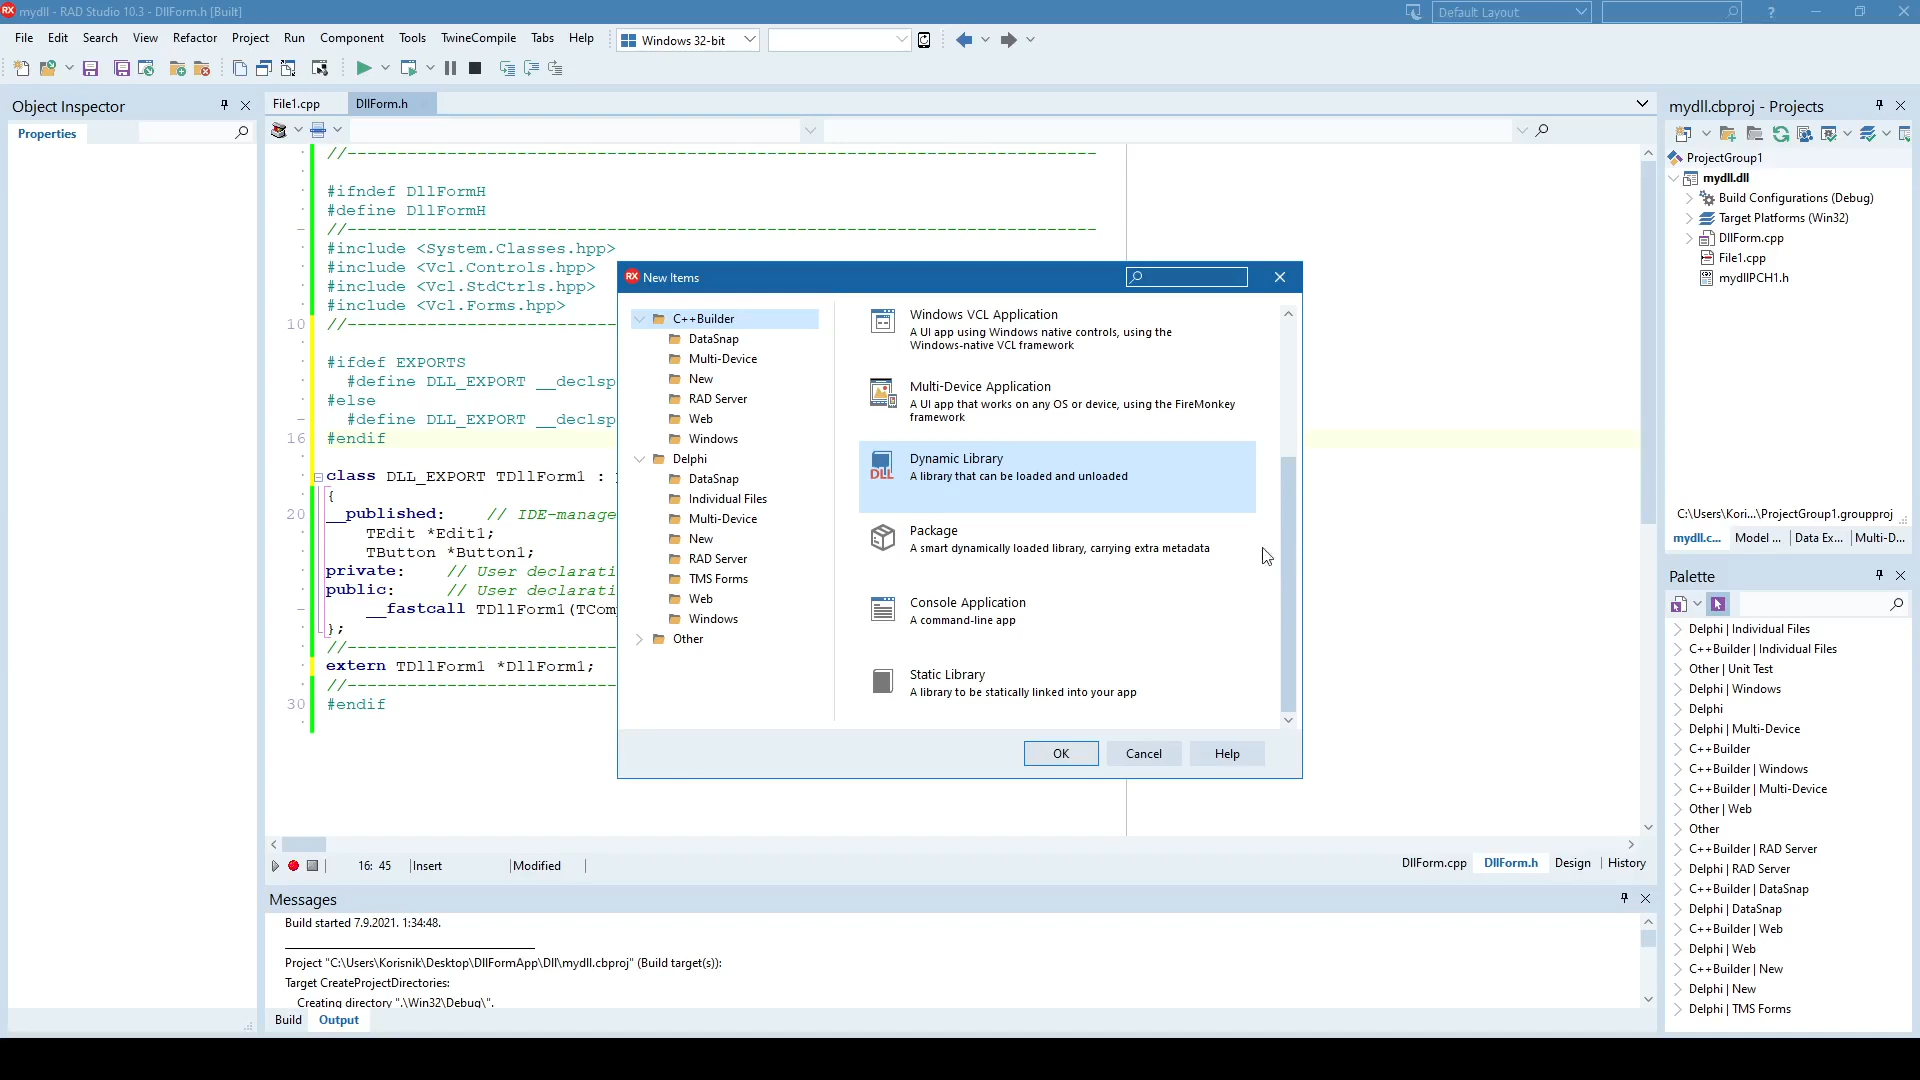 mydll - RAD Studio 10.3 - DllForm.h [Built]
Default Layout
File Edit Search View Refactor Project Run Component Tools TwineCompile Tabs Help
Windows 32-bit
Object Inspector
Properties
File1.cpp
DllForm.h
//---------------------------------------------------------------------------
#ifndef DllFormH
#define DllFormH
//---------------------------------------------------------------------------
#include <System.Classes.hpp>
#include <Vcl.Controls.hpp>
#include <Vcl.StdCtrls.hpp>
#include <Vcl.Forms.hpp>
10 //-----------------------------
#ifdef EXPORTS
#define DLL_EXPORT __declsp
#else
#define DLL_EXPORT __declsp
16 #endif
class DLL_EXPORT TDllForm1 :
{
20 __published: // IDE-manage
TEdit *Edit1;
TButton *Button1;
private: // User declarati
public: // User declarati
__fastcall TDllForm1(TCom
};
//-----------------------------
extern TDllForm1 *DllForm1;
//-----------------------------
30 #endif
New Items
C++Builder
DataSnap
Multi-Device
New
RAD Server
Web
Windows
Delphi
DataSnap
Individual Files
Multi-Device
New
RAD Server
TMS Forms
Web
Windows
Other
Windows VCL Application
A UI app using Windows native controls, using the
Windows-native VCL framework
Multi-Device Application
A UI app that works on any OS or device, using the FireMonkey
framework
DLL
Dynamic Library
A library that can be loaded and unloaded
Package
A smart dynamically loaded library, carrying extra metadata
Console Application
A command-line app
Static Library
A library to be statically linked into your app
OK
Cancel
Help
16: 45
Insert
Modified
DllForm.cpp
DllForm.h
Design
History
Messages
Build started 7.9.2021. 1:34:48.
Project "C:\Users\Korisnik\Desktop\DllFormApp\Dll\mydll.cbproj" (Build target(s)):
Target CreateProjectDirectories:
Creating directory ".\Win32\Debug\".
Build
Output
mydll.cbproj - Projects
ProjectGroup1
mydll.dll
Build Configurations (Debug)
Target Platforms (Win32)
DllForm.cpp
File1.cpp
mydllPCH1.h
C:\Users\Kori...\ProjectGroup1.groupproj
mydll.c...
Model ...
Data Ex...
Multi-D...
Palette
Delphi | Individual Files
C++Builder | Individual Files
Other | Unit Test
Delphi | Windows
Delphi
Delphi | Multi-Device
C++Builder
C++Builder | Windows
C++Builder | Multi-Device
Other | Web
Other
C++Builder | RAD Server
Delphi | RAD Server
C++Builder | DataSnap
Delphi | DataSnap
C++Builder | Web
Delphi | Web
C++Builder | New
Delphi | New
Delphi | TMS Forms